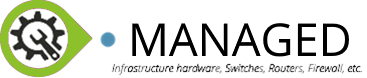 MANAGED
Infrastructure hardware, Switches, Routers, Firewall, etc.